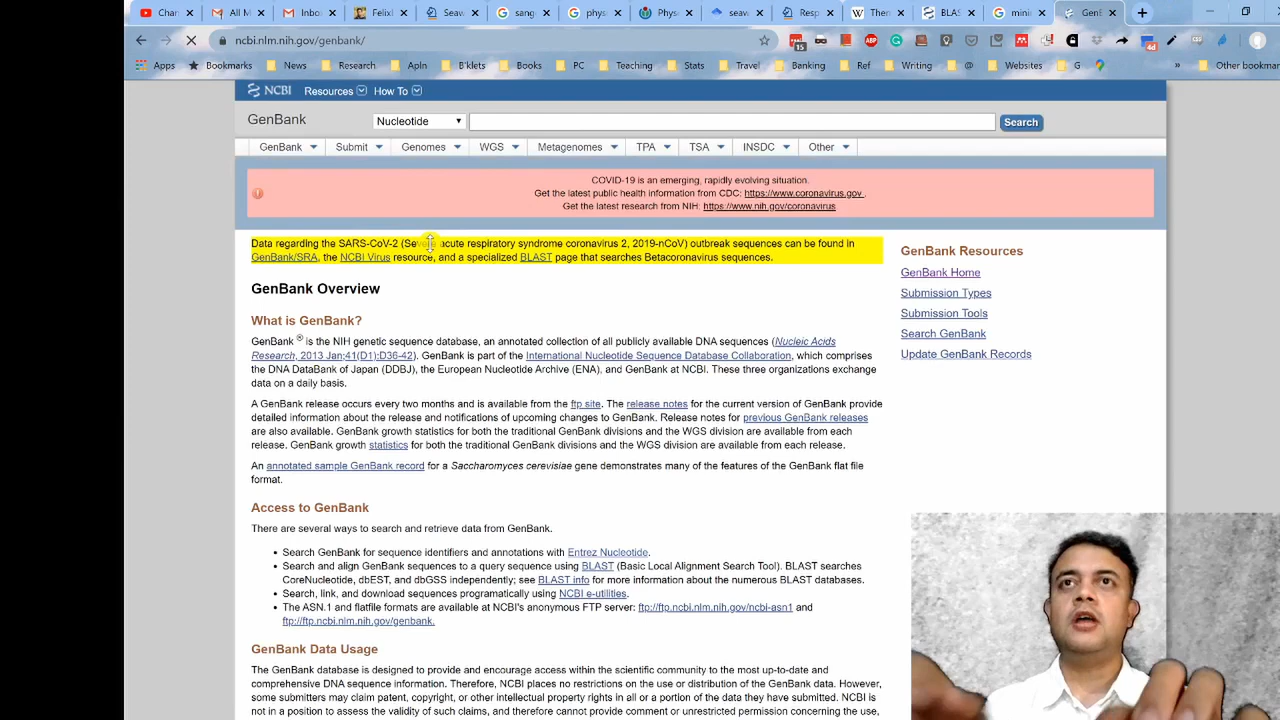 Chan
Gmail
M Inbo
Felixl
Seav
sang
phys
Physi
seav
Resp
Then
BLAS
mini
GenB
ncbi.nlm.nih.gov/genbank/
15
ABP
4d
Apps
Bookmarks
News
Research
Apln
B'klets
Books
PC
Teaching
Stats
Travel
Banking
Ref
Writing
@
Websites
G
»
Other bookmar
NCBI Resources How To
GenBank
Nucleotide
Search
GenBank Submit Genomes WGS Metagenomes TPA TSA INSDC Other
COVID-19 is an emerging, rapidly evolving situation.
Get the latest public health information from CDC: https://www.coronavirus.gov .
Get the latest research from NIH: https://www.nih.gov/coronavirus
Data regarding the SARS-CoV-2 (Severe acute respiratory syndrome coronavirus 2, 2019-nCoV) outbreak sequences can be found in
GenBank/SRA, the NCBI Virus resource, and a specialized BLAST page that searches Betacoronavirus sequences.
GenBank Overview
What is GenBank?
GenBank ® is the NIH genetic sequence database, an annotated collection of all publicly available DNA sequences (Nucleic Acids
Research, 2013 Jan;41(D1):D36-42). GenBank is part of the International Nucleotide Sequence Database Collaboration, which comprises
the DNA DataBank of Japan (DDBJ), the European Nucleotide Archive (ENA), and GenBank at NCBI. These three organizations exchange
data on a daily basis.
A GenBank release occurs every two months and is available from the ftp site. The release notes for the current version of GenBank provide
detailed information about the release and notifications of upcoming changes to GenBank. Release notes for previous GenBank releases
are also available. GenBank growth statistics for both the traditional GenBank divisions and the WGS division are available from each
release. GenBank growth statistics for both the traditional GenBank divisions and the WGS division are available from each release.
An annotated sample GenBank record for a Saccharomyces cerevisiae gene demonstrates many of the features of the GenBank flat file
format.
Access to GenBank
There are several ways to search and retrieve data from GenBank.
• Search GenBank for sequence identifiers and annotations with Entrez Nucleotide.
• Search and align GenBank sequences to a query sequence using BLAST (Basic Local Alignment Search Tool). BLAST searches
CoreNucleotide, dbEST, and dbGSS independently; see BLAST info for more information about the numerous BLAST databases.
• Search, link, and download sequences programatically using NCBI e-utilities.
• The ASN.1 and flatfile formats are available at NCBI's anonymous FTP server: ftp://ftp.ncbi.nlm.nih.gov/ncbi-asn1 and
ftp://ftp.ncbi.nlm.nih.gov/genbank.
GenBank Data Usage
The GenBank database is designed to provide and encourage access within the scientific community to the most up-to-date and
comprehensive DNA sequence information. Therefore, NCBI places no restrictions on the use or distribution of the GenBank data. However,
some submitters may claim patent, copyright, or other intellectual property rights in all or a portion of the data they have submitted. NCBI is
not in a position to assess the validity of such claims, and therefore cannot provide comment or unrestricted permission concerning the use,
GenBank Resources
GenBank Home
Submission Types
Submission Tools
Search GenBank
Update GenBank Records